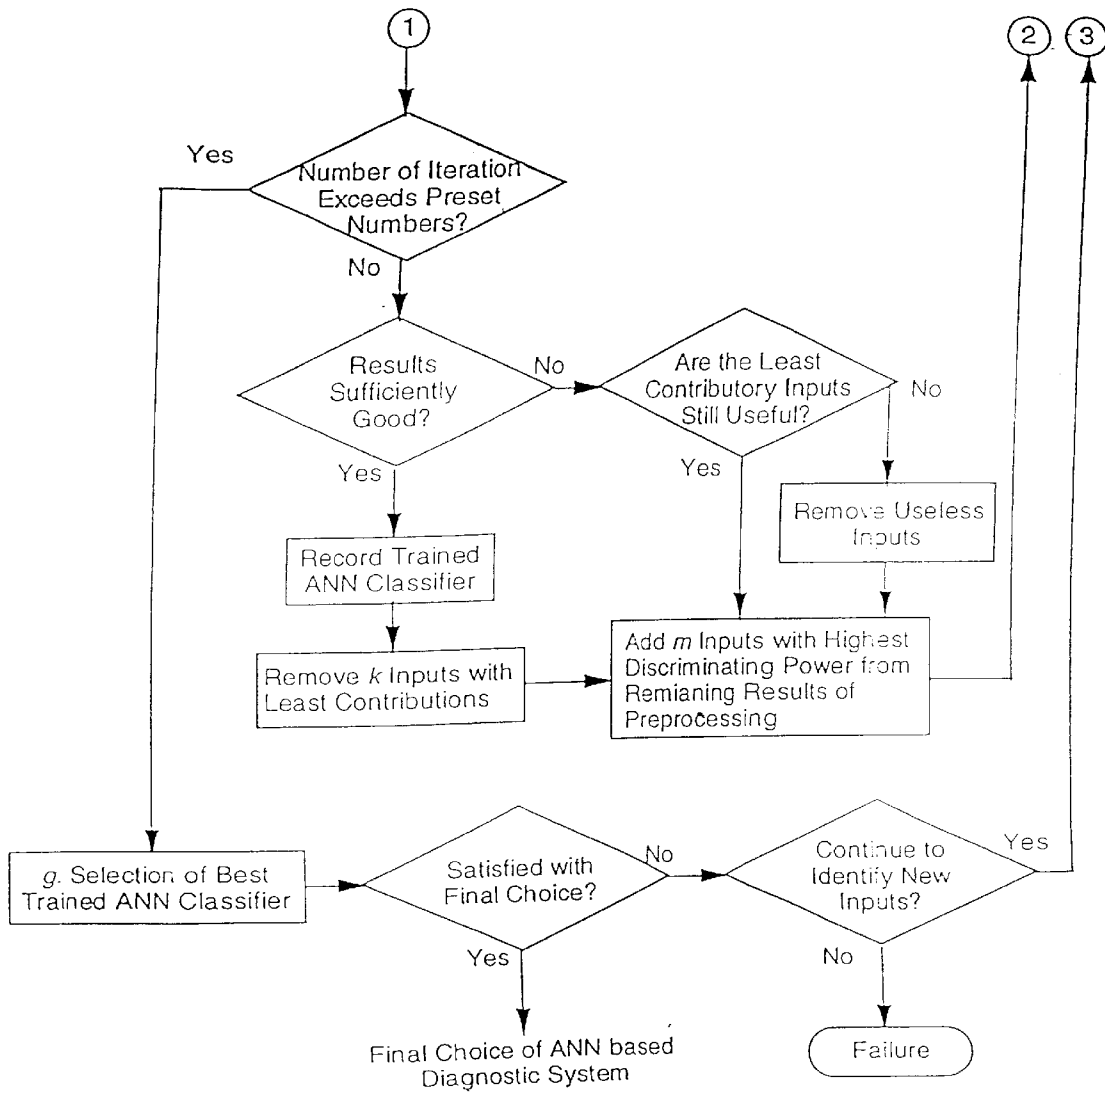 1
2
3
Yes
Number of Iteration
Exceeds Preset
Numbers?
No
Results
Sufficiently
Good?
No
Are the Least
Contributory Inputs
Still Useful?
No
Yes
Yes
Remove Useless
Inputs
Record Trained
ANN Classifier
Remove k Inputs with
Least Contributions
Add m Inputs with Highest
Discriminating Power from
Remianing Results of
Preprocessing
g. Selection of Best
Trained ANN Classifier
Satisfied with
Final Choice?
No
Continue to
Identify New
Inputs?
Yes
Yes
No
Final Choice of ANN based
Diagnostic System
Failure